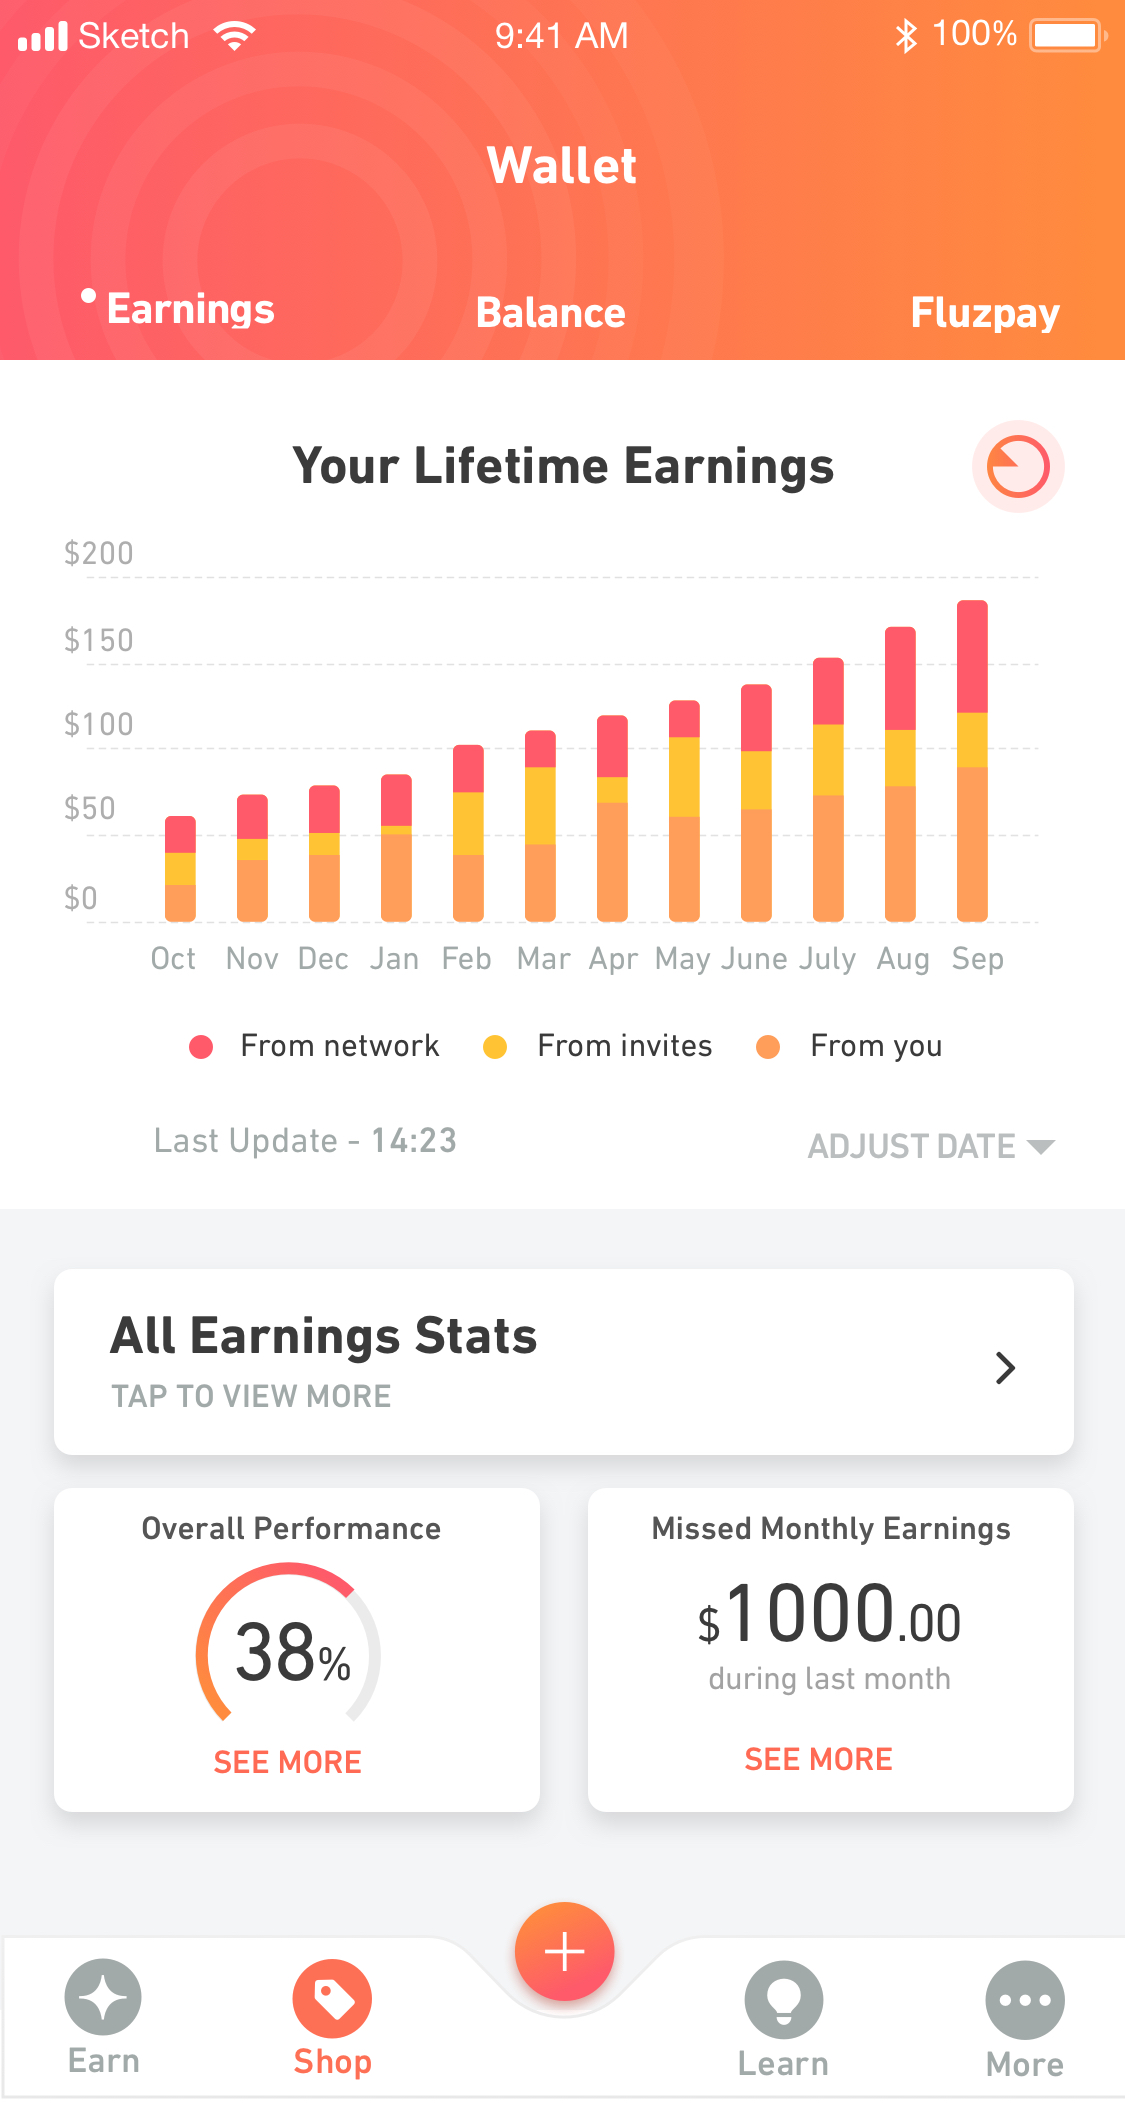 Sketch 9:41 AM 100%
Wallet
Earnings Balance Fluzpay
Your Lifetime Earnings
$200
$150
$100
$50
$0
Oct Nov Dec Jan Feb Mar Apr May June July Aug Sep
From network From invites From you
Last Update - 14:23 ADJUST DATE
All Earnings Stats
TAP TO VIEW MORE
Overall Performance
38%
SEE MORE
Missed Monthly Earnings
$1000.00
during last month
SEE MORE
Earn Shop Learn More